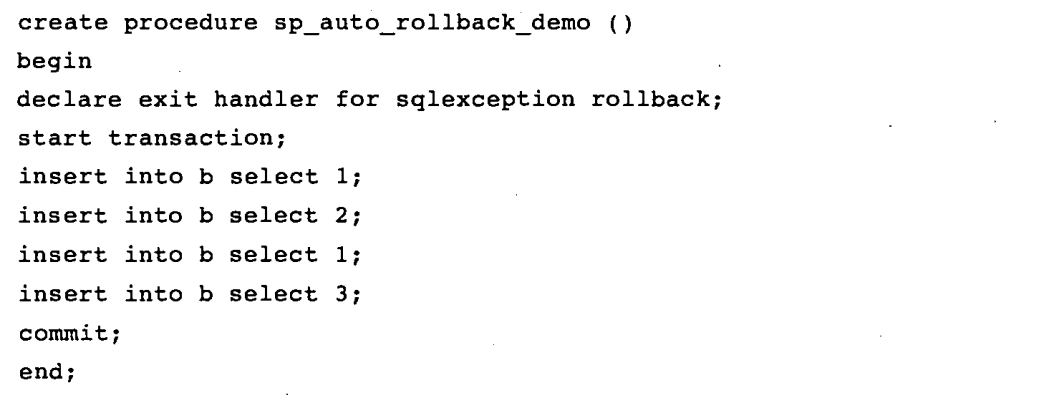 create procedure sp_auto_rollback_demo ()
begin
declare exit handler for sqlexception rollback;
start transaction;
insert into b select 1;
insert into b select 2;
insert into b select 1;
insert into b select 3;
commit;
end;